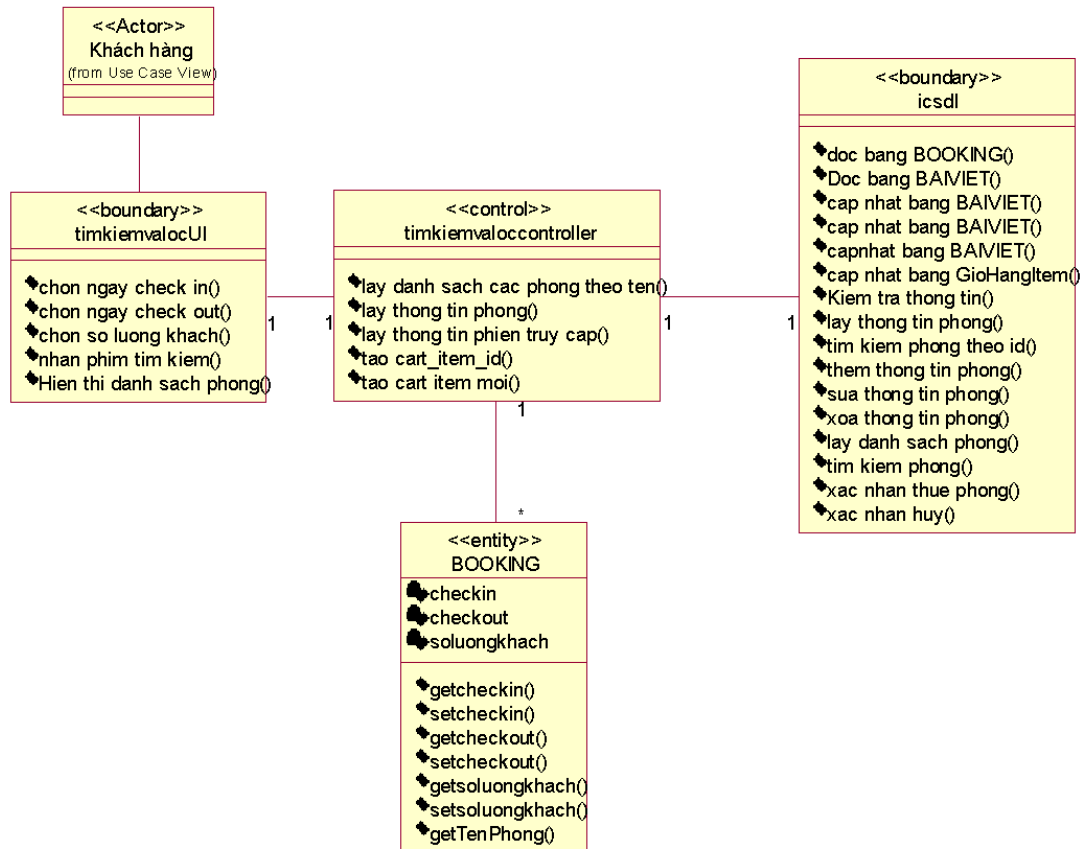 <<Actor>>
Khách hàng
(from Use Case View)
<<boundary>>
timkiemvalocUI
chon ngay check in()
chon ngay check out()
chon so luong khach()
nhan phim tim kiem()
Hien thi danh sach phong()
1
1
<<control>>
timkiemvaloccontroller
lay danh sach cac phong theo ten()
lay thong tin phong()
lay thong tin phien truy cap()
tao cart_item_id()
tao cart item moi()
1
1
<<boundary>>
icsdl
doc bang BOOKING()
Doc bang BAIVIET()
cap nhat bang BAIVIET()
cap nhat bang BAIVIET()
capnhat bang BAIVIET()
cap nhat bang GioHangItem()
Kiem tra thong tin()
lay thong tin phong()
tim kiem phong theo id()
them thong tin phong()
sua thong tin phong()
xoa thong tin phong()
lay danh sach phong()
tim kiem phong()
xac nhan thue phong()
xac nhan huy()
1
*
<<entity>>
BOOKING
checkin
checkout
soluongkhach
getcheckin()
setcheckin()
getcheckout()
setcheckout()
getsoluongkhach()
setsoluongkhach()
getTenPhong()